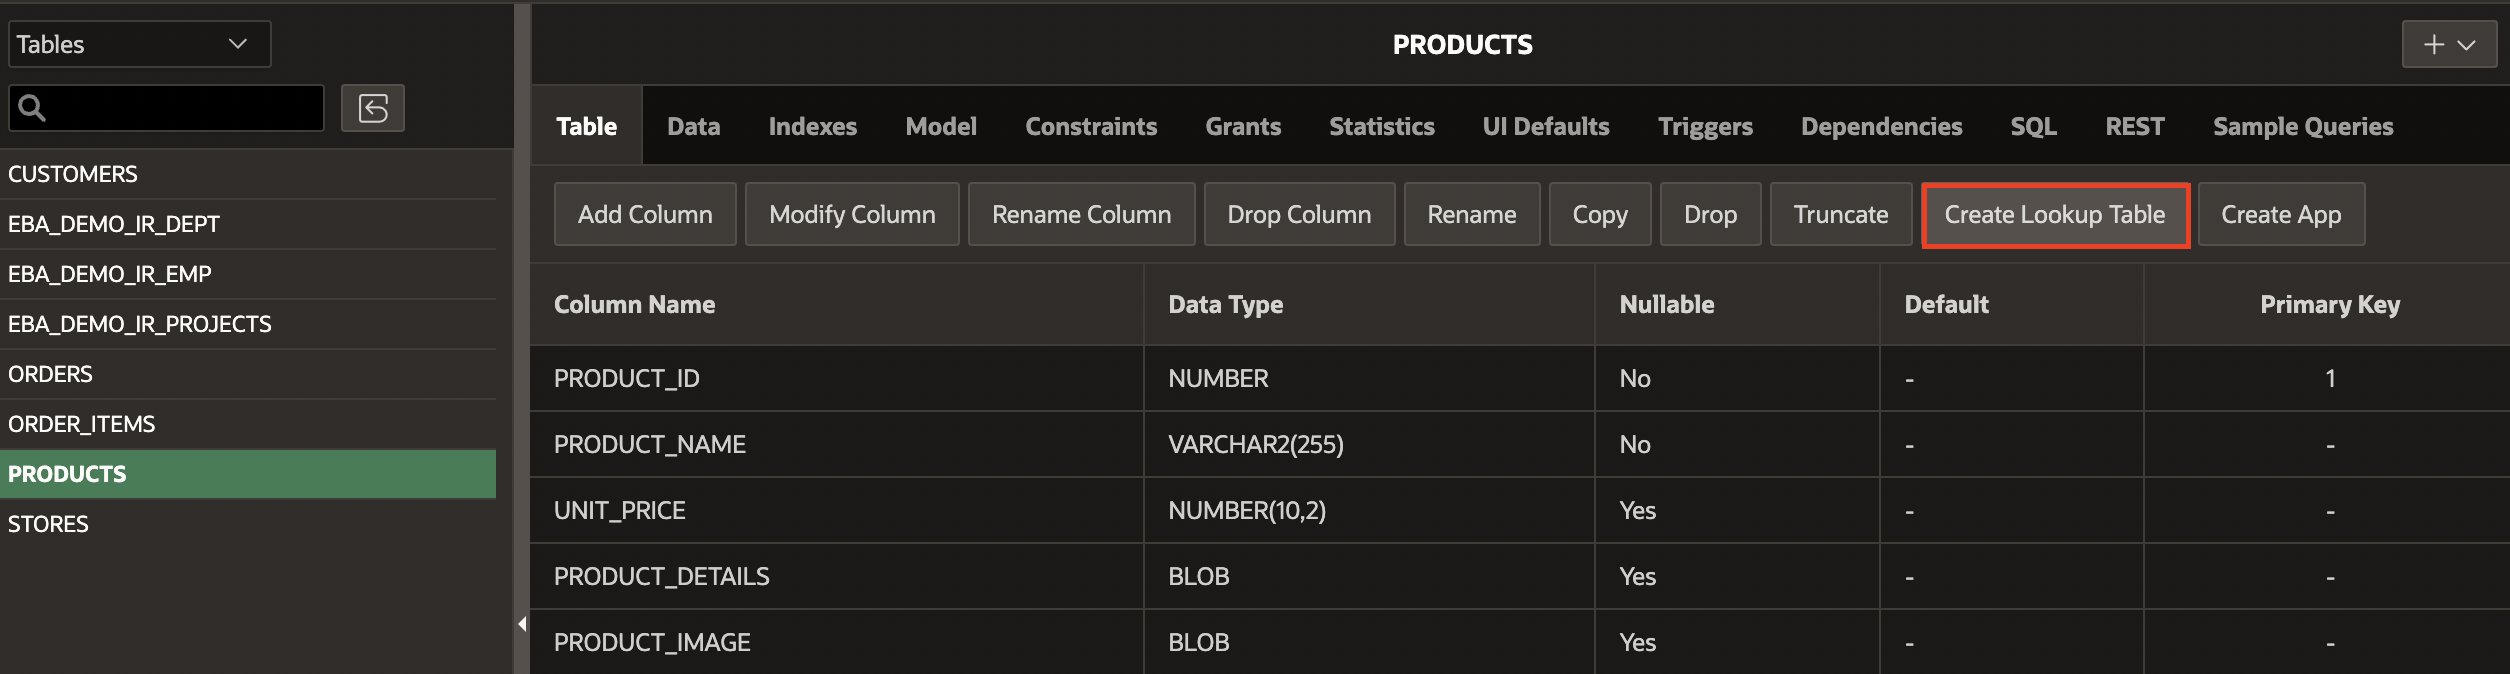 Tables
CUSTOMERS
EBA_DEMO_IR_DEPT
EBA_DEMO_IR_EMP
EBA_DEMO_IR_PROJECTS
ORDERS
ORDER_ITEMS
PRODUCTS
STORES
PRODUCTS
Table Data Indexes Model Constraints Grants Statistics UI Defaults Triggers Dependencies SQL REST Sample Queries
Add Column Modify Column Rename Column Drop Column Rename Copy Drop Truncate Create Lookup Table Create App
Column Name Data Type Nullable Default Primary Key
PRODUCT_ID NUMBER No - 1
PRODUCT_NAME VARCHAR2(255) No - -
UNIT_PRICE NUMBER(10,2) Yes - -
PRODUCT_DETAILS BLOB Yes - -
PRODUCT_IMAGE BLOB Yes - -